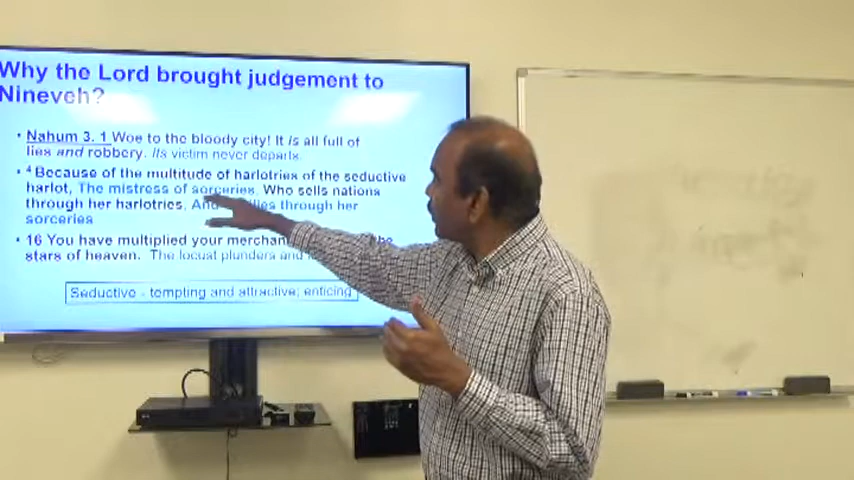 Why the Lord brought judgement to
Nineveh?
• Nahum 3. 1 Woe to the bloody city! It is all full of
lies and robbery. Its victim never departs.
• 4 Because of the multitude of harlotries of the seductive
harlot, The mistress of sorceries, Who sells nations
through her harlotries, And through her
sorceries
• 16 You have multiplied your
stars of heaven. The locust plunders and
Seductive - tempting and attractive; enticing